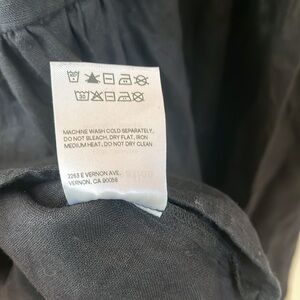 30
MACHINE WASH COLD SEPARATELY,
DO NOT BLEACH, DRY FLAT, IRON
MEDIUM HEAT, DO NOT DRY CLEAN
2263 E VERNON AVE.
VERNON, CA 90058